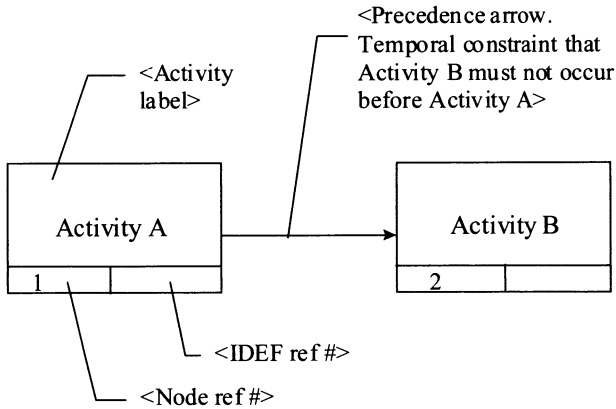 <Precedence arrow.
Temporal constraint that
Activity B must not occur
before Activity A>
<Activity
label>
Activity A
Activity B
1
2
<IDEF ref #>
<Node ref #>